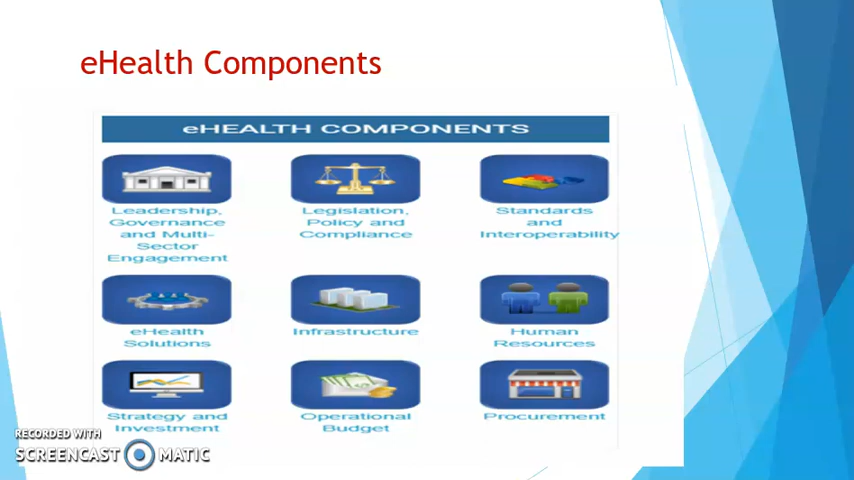 eHealth Components
eHEALTH COMPONENTS
Leadership,
Governance
and Multi-
Sector
Engagement
Legislation,
Policy and
Compliance
Standards
and
Interoperability
eHealth
Solutions
Infrastructure
Human
Resources
Strategy and
Investment
Operational
Budget
Procurement
RECORDED WITH
SCREENCAST MATIC